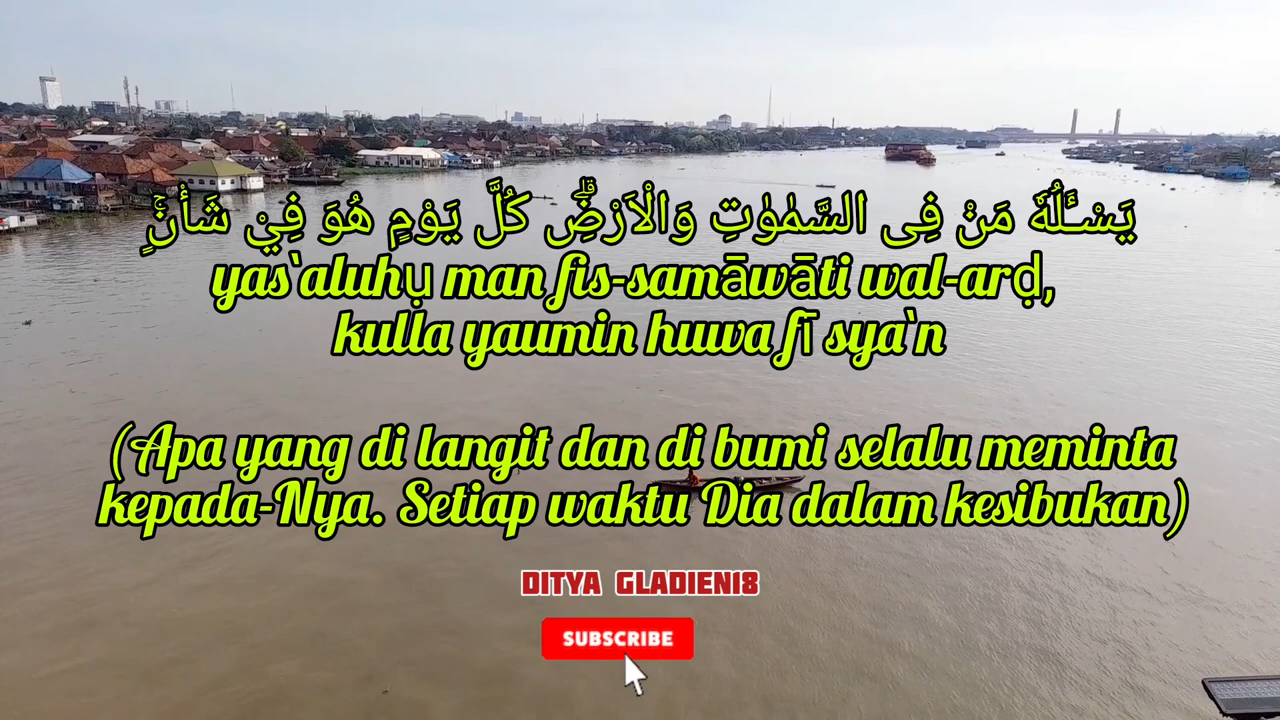 يَسْـَٔلُهٗ مَنْ فِى السَّمٰوٰتِ وَالْاَرْضِۗ كُلَّ يَوْمٍ هُوَ فِيْ شَأْنٍۚ
yas`aluhụ man fis-samāwāti wal-arḍ,
kulla yaumin huwa fī sya`n
(Apa yang di langit dan di bumi selalu meminta
kepada-Nya. Setiap waktu Dia dalam kesibukan)
DITYA GLADIEN18
SUBSCRIBE